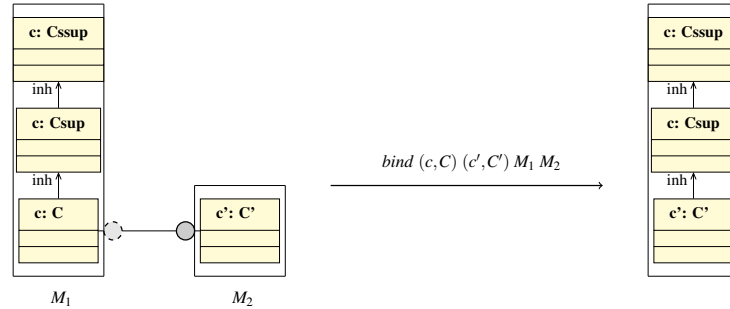 c: Cssup
inh
c: Csup
inh
c: C
c’: C’
M1
M2
bind (c,C) (c′,C′) M1 M2
c: Cssup
inh
c: Csup
inh
c’: C’